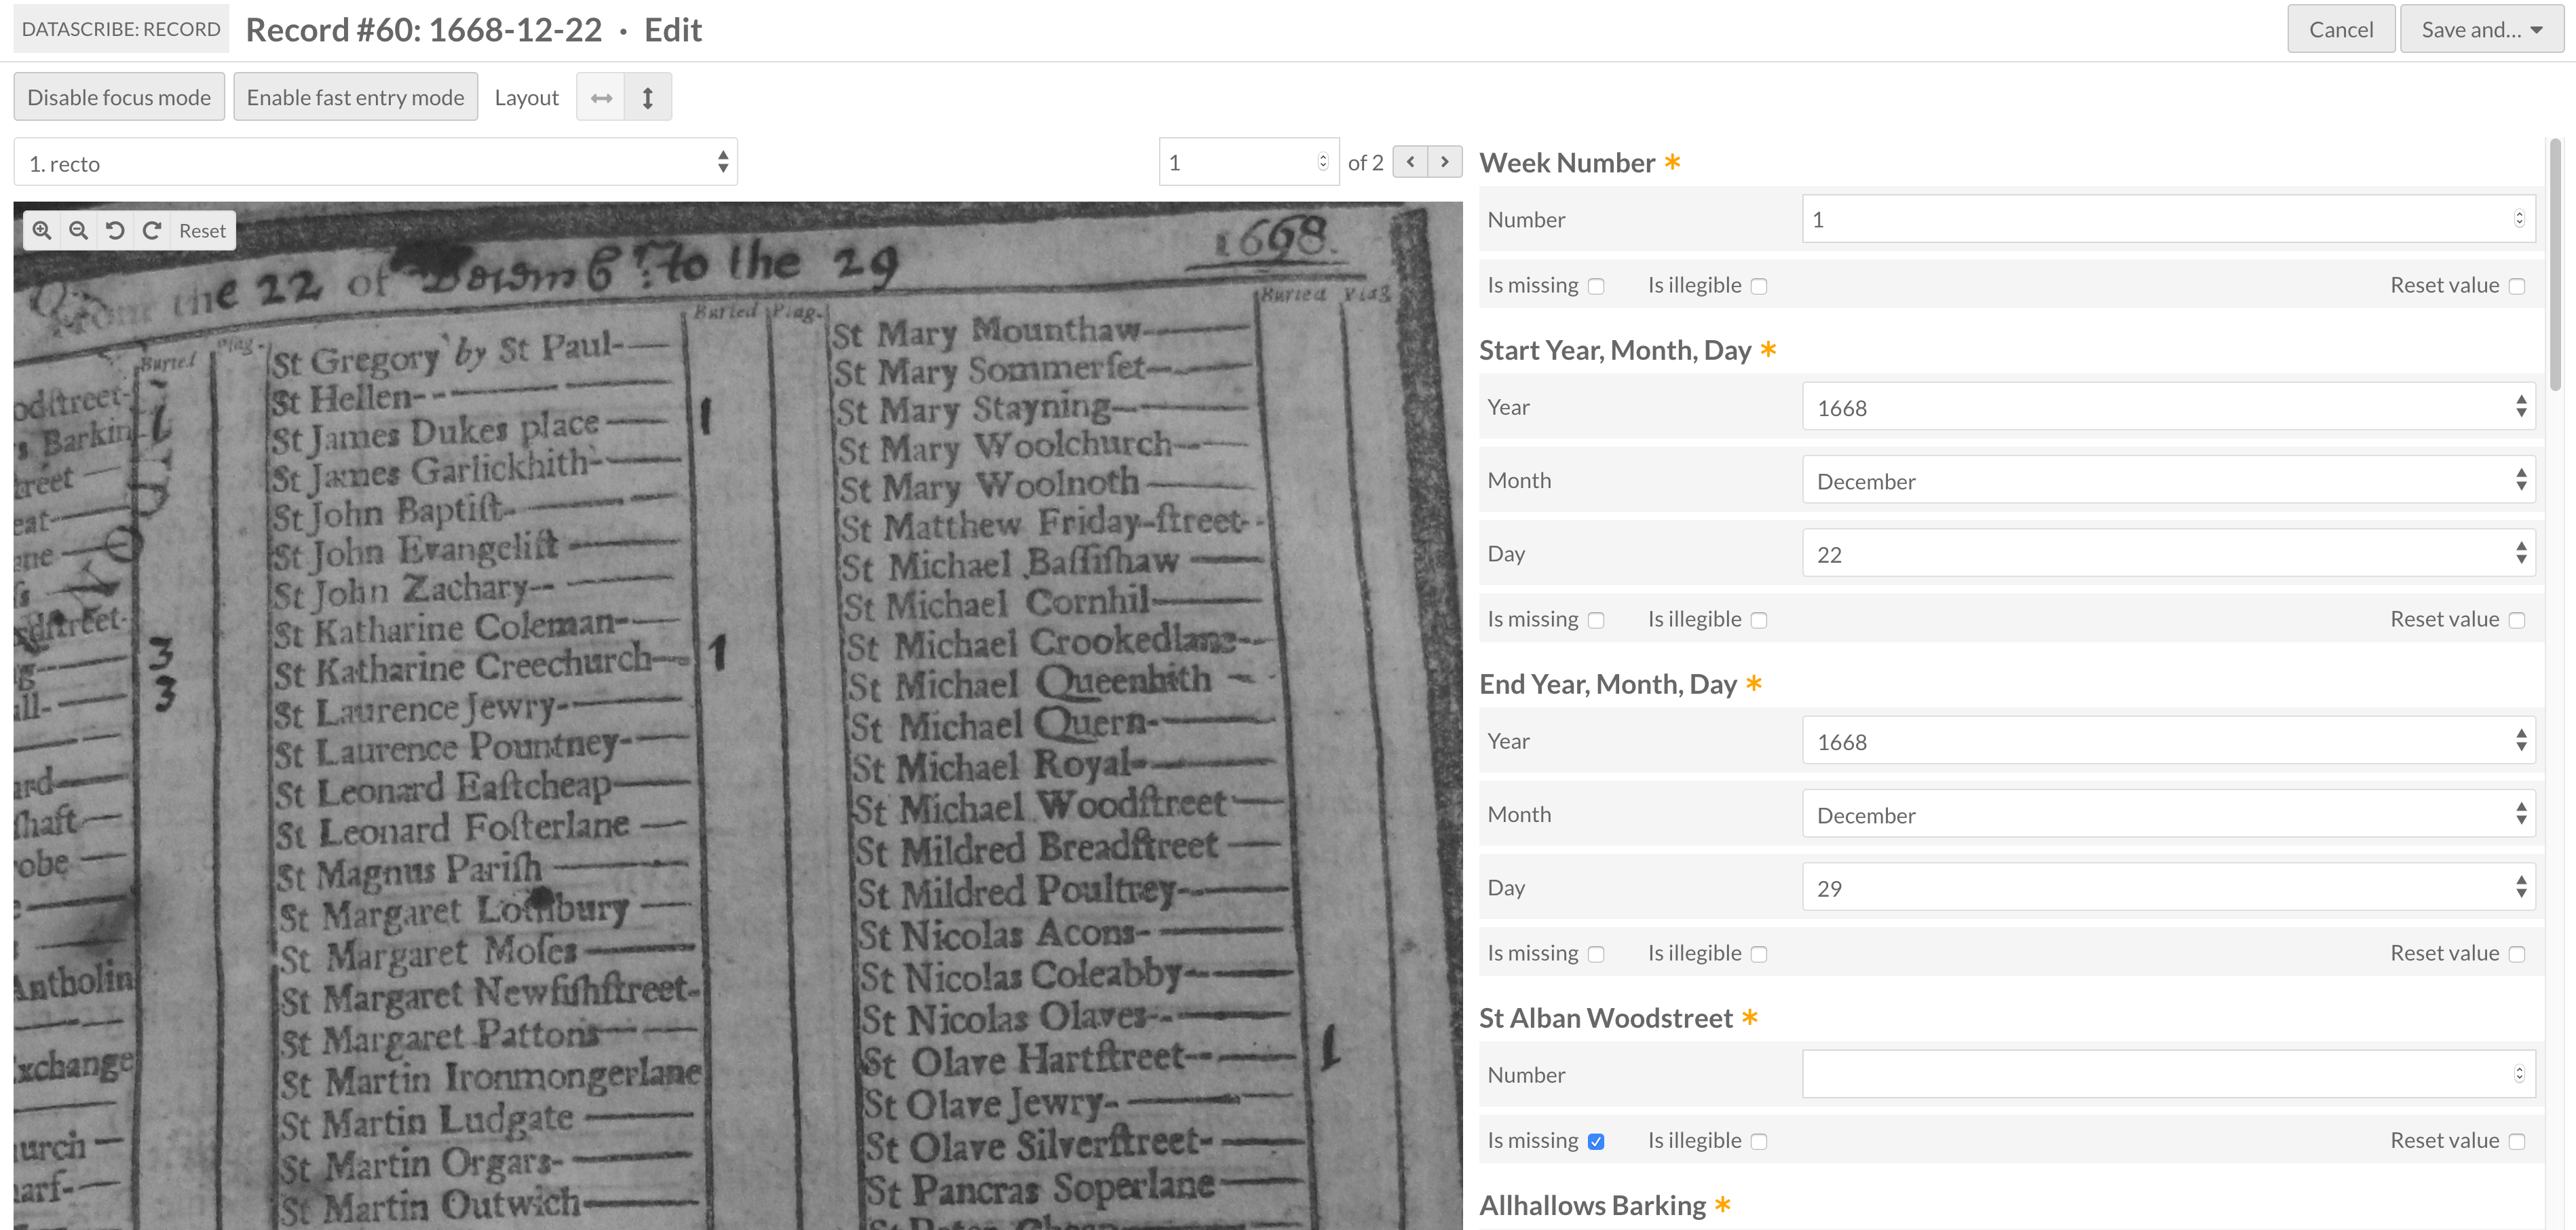 DATASCRIBE: RECORD
Record #60: 1668-12-22 · Edit
Cancel
Save and...
Disable focus mode
Enable fast entry mode
Layout
1. recto
1
of 2
Reset
From the 22 of to the 29
1668.
Buried Plag-
odſtreet-
s Barkin
treet
eat-
ane
ſs
odſtreet-
3
g-
3
ll-
ard
ſhaft
obe
Antholin
xchange
urch
arf-
Buried Plag-
St Gregory by St Paul-
St Hellen-
St James Dukes place 1
St James Garlickhith-
St John Baptiſt-
St John Evangeliſt
St John Zachary-
St Katharine Coleman-
St Katharine Creechurch 1
St Laurence Jewry-
St Laurence Pountney-
St Leonard Eaſtcheap
St Leonard Foſterlane
St Magnus Pariſh
St Margaret Lothbury
St Margaret Moſes
St Margaret Newfiſhſtreet-
St Margaret Pattons
St Martin Ironmongerlane
St Martin Ludgate
St Martin Orgars-
St Martin Outwich
Buried Plag
St Mary Mounthaw
St Mary Sommerſet
St Mary Stayning
St Mary Woolchurch
St Mary Woolnoth
St Matthew Friday-ſtreet-
St Michael Baſſiſhaw
St Michael Cornhil
St Michael Crookedlane
St Michael Queenhith
St Michael Quern-
St Michael Royal
St Michael Woodſtreet
St Mildred Breadſtreet
St Mildred Poultrey-
St Nicolas Acons-
St Nicolas Coleabby
St Nicolas Olaves-
St Olave Hartſtreet 1
St Olave Jewry-
St Olave Silverſtreet-
St Pancras Soperlane
Week Number *
Number
1
Is missing
Is illegible
Reset value
Start Year, Month, Day *
Year
1668
Month
December
Day
22
Is missing
Is illegible
Reset value
End Year, Month, Day *
Year
1668
Month
December
Day
29
Is missing
Is illegible
Reset value
St Alban Woodstreet *
Number
Is missing
Is illegible
Reset value
Allhallows Barking *